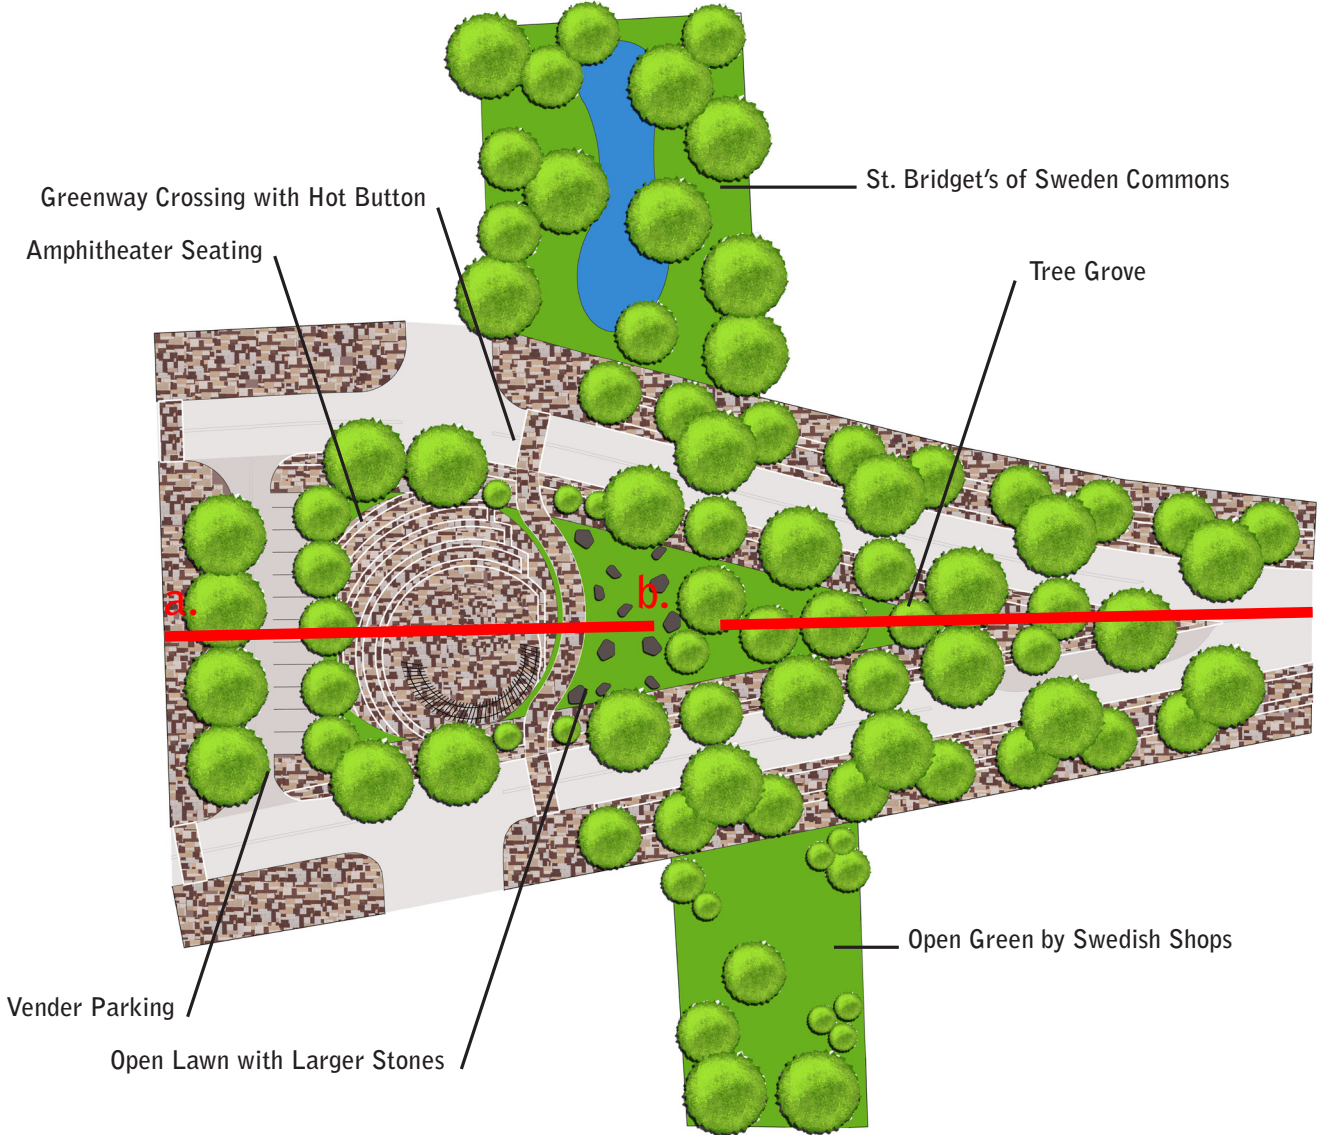 St. Bridget's of Sweden Commons
Greenway Crossing with Hot Button
Amphitheater Seating
Tree Grove
a.
b.
Open Green by Swedish Shops
Vender Parking
Open Lawn with Larger Stones